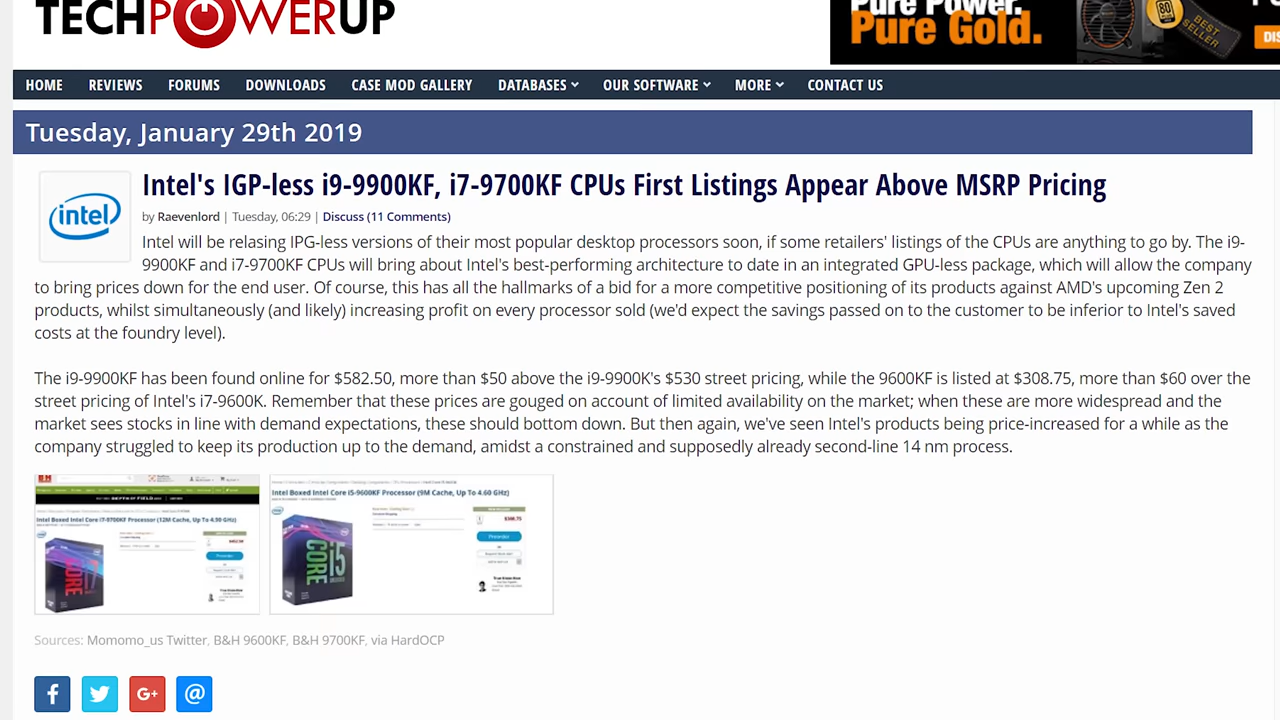 TECHPOWERUP
Pure Power.
Pure Gold.
80
GOLD
BEST
SELLER
DIS
HOME REVIEWS FORUMS DOWNLOADS CASE MOD GALLERY DATABASES OUR SOFTWARE MORE CONTACT US
Tuesday, January 29th 2019
intel
Intel's IGP-less i9-9900KF, i7-9700KF CPUs First Listings Appear Above MSRP Pricing
by Raevenlord | Tuesday, 06:29 | Discuss (11 Comments)
Intel will be relasing IPG-less versions of their most popular desktop processors soon, if some retailers' listings of the CPUs are anything to go by. The i9-
9900KF and i7-9700KF CPUs will bring about Intel's best-performing architecture to date in an integrated GPU-less package, which will allow the company
to bring prices down for the end user. Of course, this has all the hallmarks of a bid for a more competitive positioning of its products against AMD's upcoming Zen 2
products, whilst simultaneously (and likely) increasing profit on every processor sold (we'd expect the savings passed on to the customer to be inferior to Intel's saved
costs at the foundry level).
The i9-9900KF has been found online for $582.50, more than $50 above the i9-9900K's $530 street pricing, while the 9600KF is listed at $308.75, more than $60 over the
street pricing of Intel's i7-9600K. Remember that these prices are gouged on account of limited availability on the market; when these are more widespread and the
market sees stocks in line with demand expectations, these should bottom down. But then again, we've seen Intel's products being price-increased for a while as the
company struggled to keep its production up to the demand, amidst a constrained and supposedly already second-line 14 nm process.
Intel Boxed Intel Core i7-9700KF Processor (12M Cache, Up To 4.90 GHz)
CORE i7
Intel Boxed Intel Core i5-9600KF Processor (9M Cache, Up To 4.60 GHz)
$308.75
CORE i5
Sources: Momomo_us Twitter, B&H 9600KF, B&H 9700KF, via HardOCP
f
G+
@